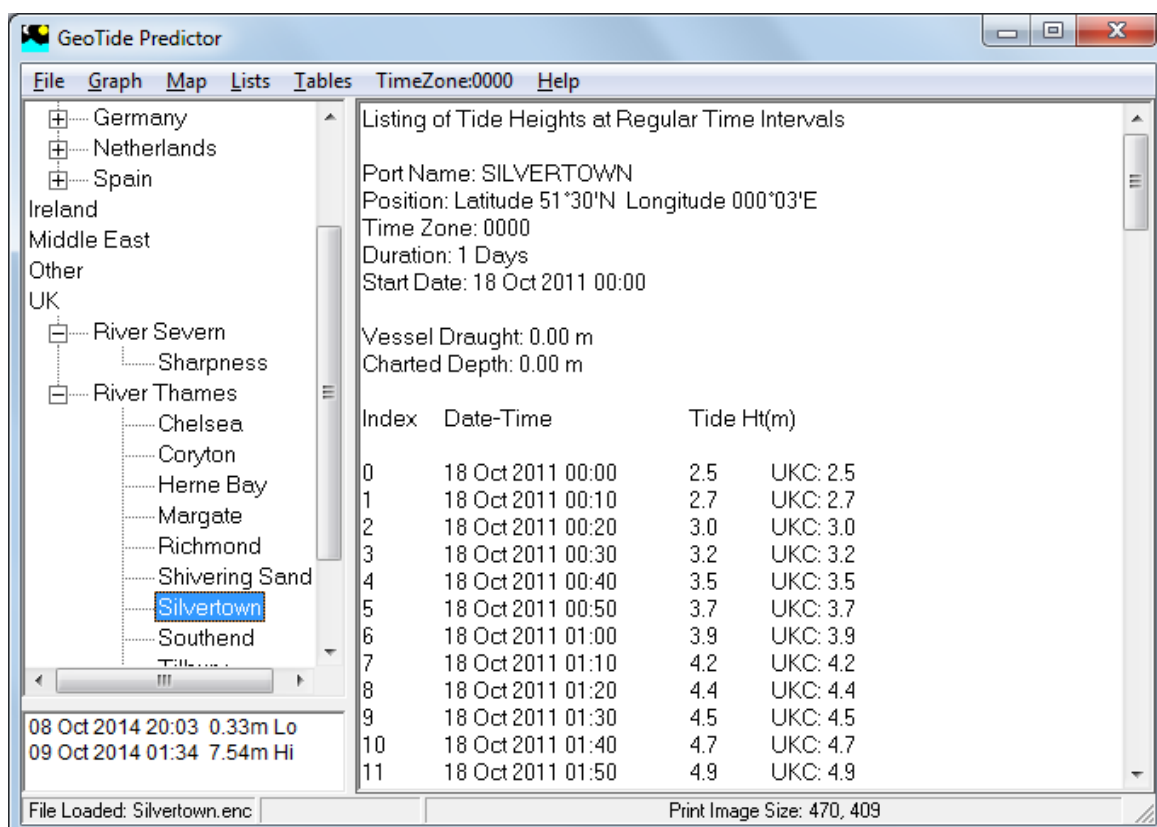 GeoTide Predictor
File Graph Map Lists Tables TimeZone:0000 Help
Germany
Netherlands
Spain
Ireland
Middle East
Other
UK
River Severn
Sharpness
River Thames
Chelsea
Coryton
Herne Bay
Margate
Richmond
Shivering Sand
Silvertown
Southend
08 Oct 2014 20:03 0.33m Lo
09 Oct 2014 01:34 7.54m Hi
Listing of Tide Heights at Regular Time Intervals
Port Name: SILVERTOWN
Position: Latitude 51°30'N Longitude 000°03'E
Time Zone: 0000
Duration: 1 Days
Start Date: 18 Oct 2011 00:00
Vessel Draught: 0.00 m
Charted Depth: 0.00 m
Index Date-Time Tide Ht(m)
0 18 Oct 2011 00:00 2.5 UKC: 2.5
1 18 Oct 2011 00:10 2.7 UKC: 2.7
2 18 Oct 2011 00:20 3.0 UKC: 3.0
3 18 Oct 2011 00:30 3.2 UKC: 3.2
4 18 Oct 2011 00:40 3.5 UKC: 3.5
5 18 Oct 2011 00:50 3.7 UKC: 3.7
6 18 Oct 2011 01:00 3.9 UKC: 3.9
7 18 Oct 2011 01:10 4.2 UKC: 4.2
8 18 Oct 2011 01:20 4.4 UKC: 4.4
9 18 Oct 2011 01:30 4.5 UKC: 4.5
10 18 Oct 2011 01:40 4.7 UKC: 4.7
11 18 Oct 2011 01:50 4.9 UKC: 4.9
File Loaded: Silvertown.enc
Print Image Size: 470, 409